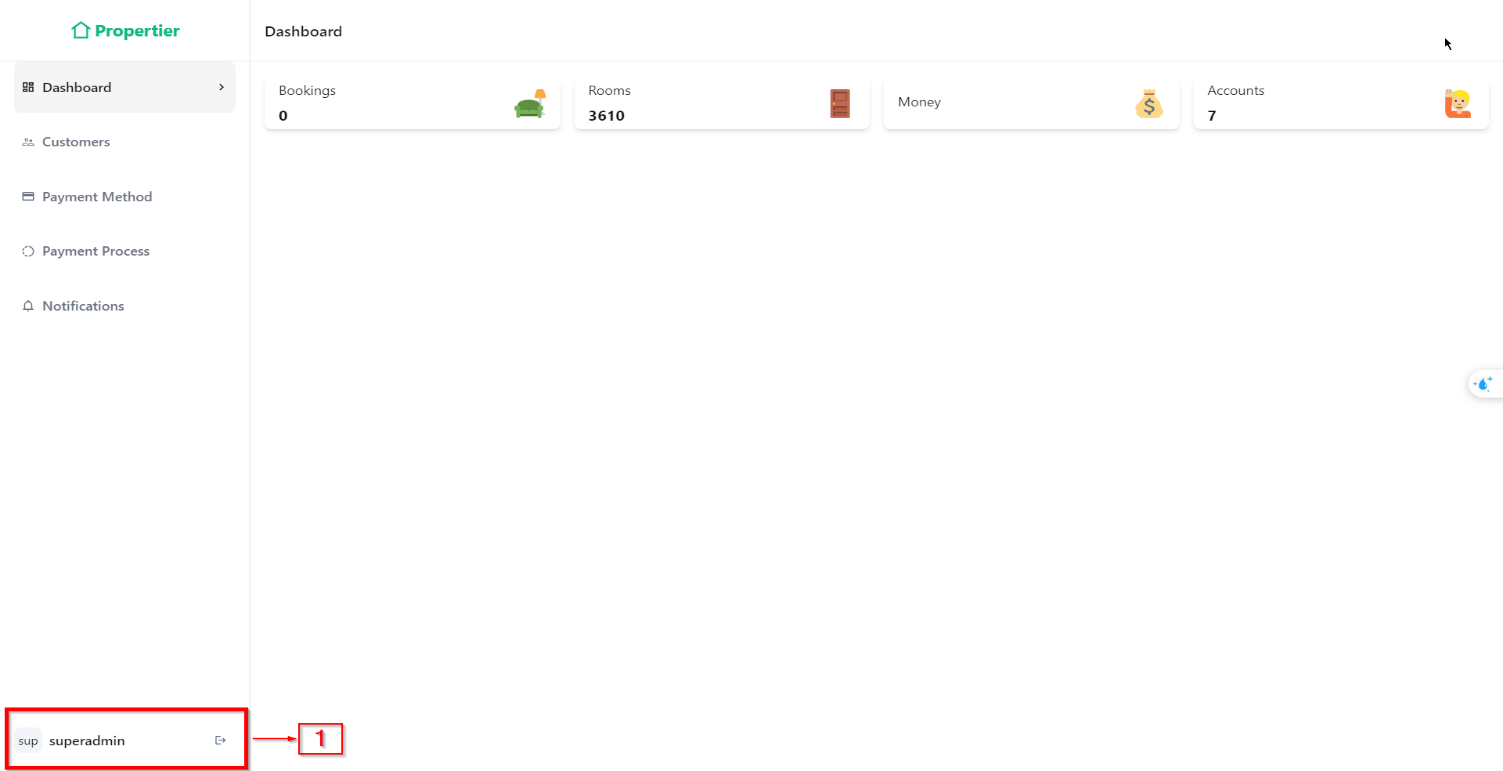 Propertier
Dashboard
Dashboard
Customers
Payment Method
Payment Process
Notifications
Bookings
0
Rooms
3610
Money
$
Accounts
7
sup superadmin
1